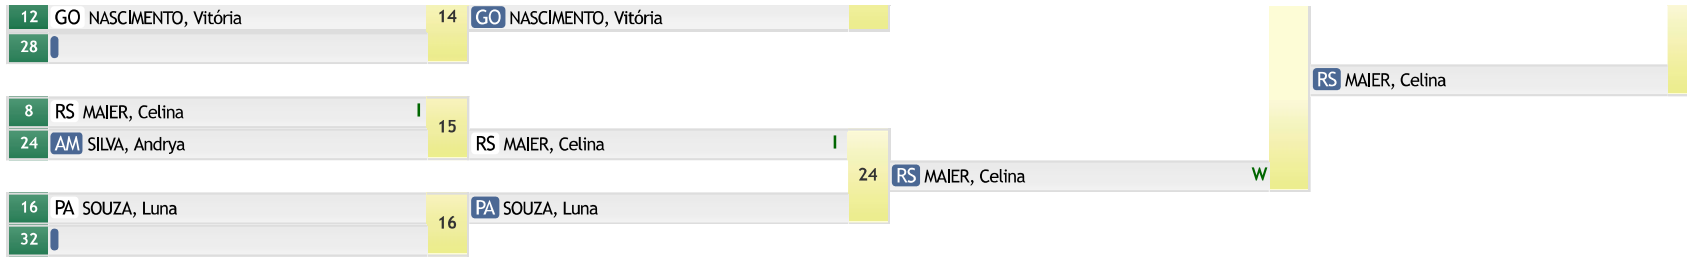 12 GO NASCIMENTO, Vitória 14 GO NASCIMENTO, Vitória
28
RS MAIER, Celina
8 RS MAIER, Celina I
15
24 AM SILVA, Andrya RS MAIER, Celina I
24 RS MAIER, Celina W
16 PA SOUZA, Luna PA SOUZA, Luna
16
32